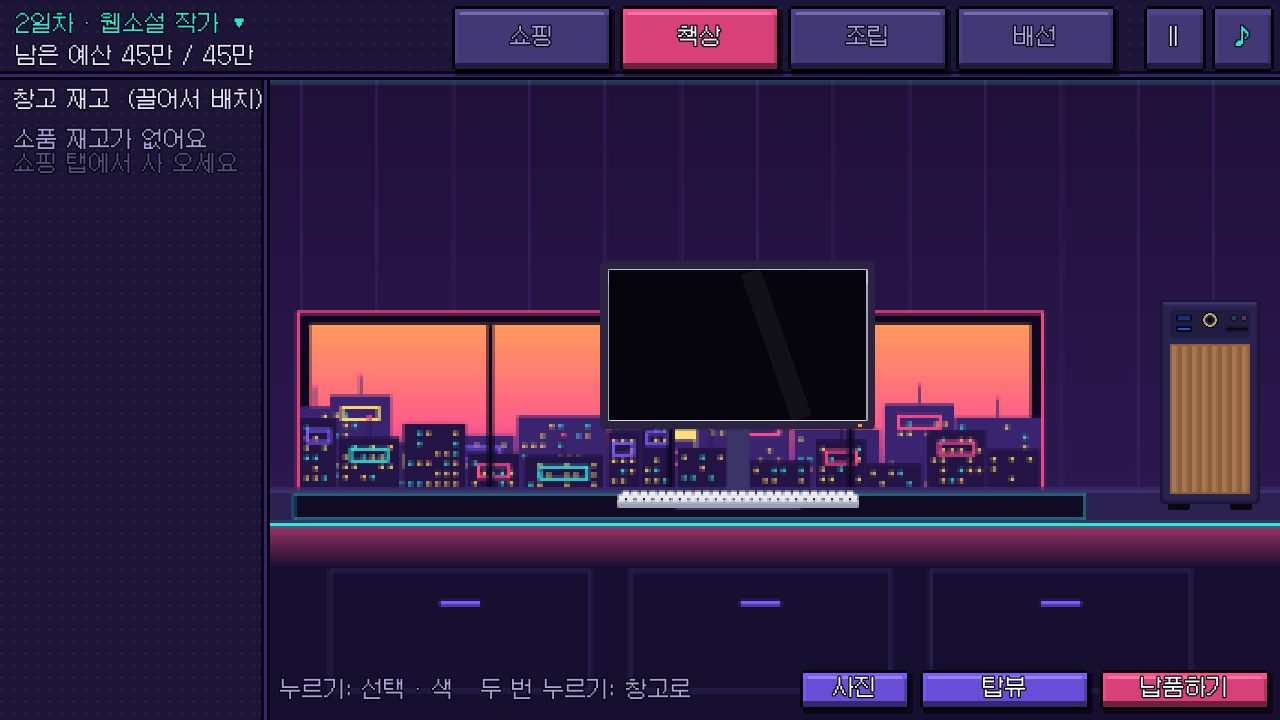 2일차 · 웹소설 작가 ▼
남은 예산 45만 / 45만
쇼핑
책상
조립
배선
||
♪
창고 재고 (끌어서 배치)
소품 재고가 없어요
쇼핑 탭에서 사 오세요
누르기: 선택 · 색 두 번 누르기: 창고로
사진
탑뷰
납품하기